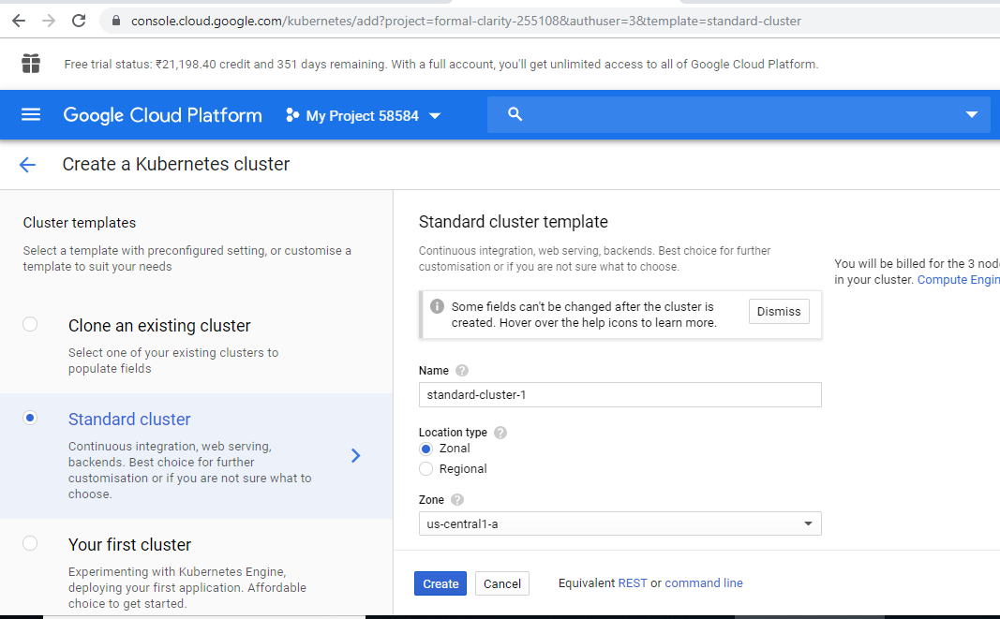 console.cloud.google.com/kubernetes/add?project=formal-clarity-255108&authuser=3&template=standard-cluster
Free trial status: ₹21,198.40 credit and 351 days remaining. With a full account, you'll get unlimited access to all of Google Cloud Platform.
Google Cloud Platform
My Project 58584
Create a Kubernetes cluster
Cluster templates
Select a template with preconfigured setting, or customise a
template to suit your needs
Clone an existing cluster
Select one of your existing clusters to
populate fields
Standard cluster
Continuous integration, web serving,
backends. Best choice for further
customisation or if you are not sure what to
choose.
Your first cluster
Experimenting with Kubernetes Engine,
deploying your first application. Affordable
choice to get started.
Standard cluster template
Continuous integration, web serving, backends. Best choice for further
customisation or if you are not sure what to choose.
Some fields can't be changed after the cluster is
created. Hover over the help icons to learn more.
Dismiss
Name
standard-cluster-1
Location type
Zonal
Regional
Zone
us-central1-a
Create
Cancel
Equivalent REST or command line
You will be billed for the 3
in your cluster. Compute